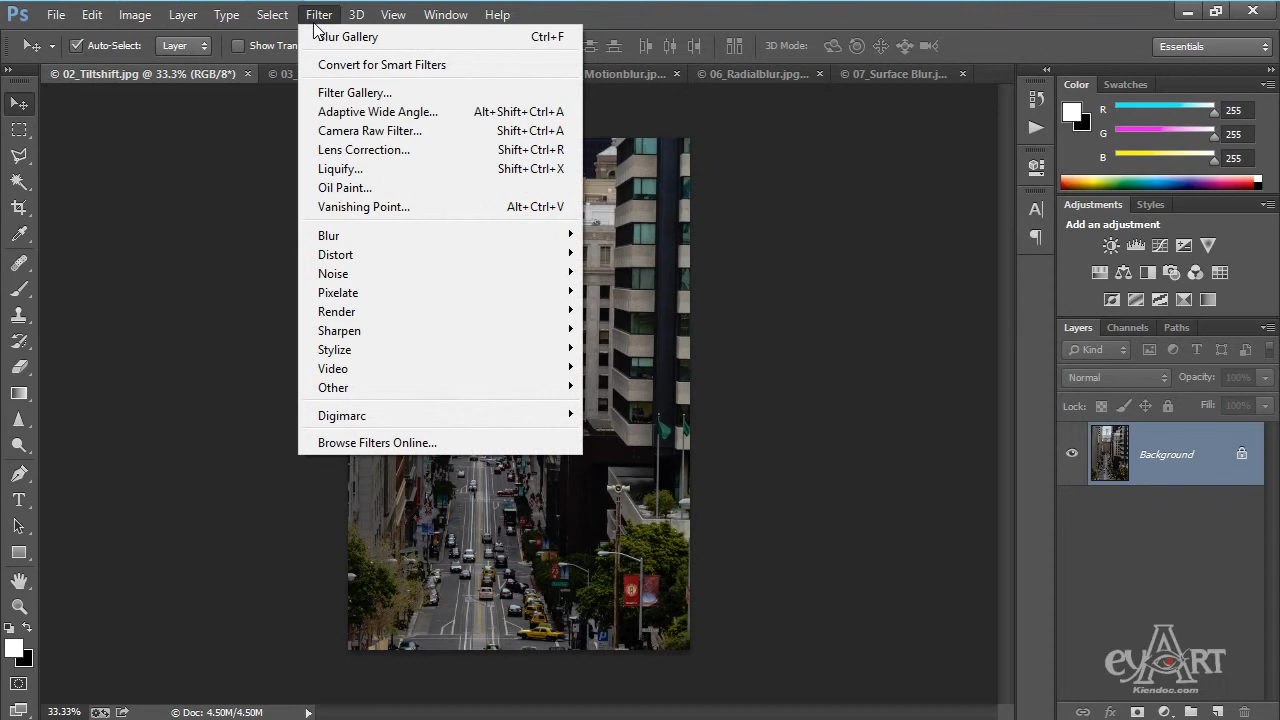 Ps File Edit Image Layer Type Select Filter 3D View Window Help
Auto-Select: Layer Show Tran 3D Mode: Essentials
© 02_Tiltshift.jpg @ 33.3% (RGB/8*) × © 03 Motionblur.jp... × © 06_Radialblur.jpg... × © 07_Surface Blur.j... ×
Blur Gallery Ctrl+F
Convert for Smart Filters
Filter Gallery...
Adaptive Wide Angle... Alt+Shift+Ctrl+A
Camera Raw Filter... Shift+Ctrl+A
Lens Correction... Shift+Ctrl+R
Liquify... Shift+Ctrl+X
Oil Paint...
Vanishing Point... Alt+Ctrl+V
Blur
Distort
Noise
Pixelate
Render
Sharpen
Stylize
Video
Other
Digimarc
Browse Filters Online...
Color Swatches
R 255
G 255
B 255
Adjustments Styles
Add an adjustment
Layers Channels Paths
Kind
Normal Opacity: 100%
Lock: Fill: 100%
Background
eyART
Kiendoc.com
33.33% © Doc: 4.50M/4.50M